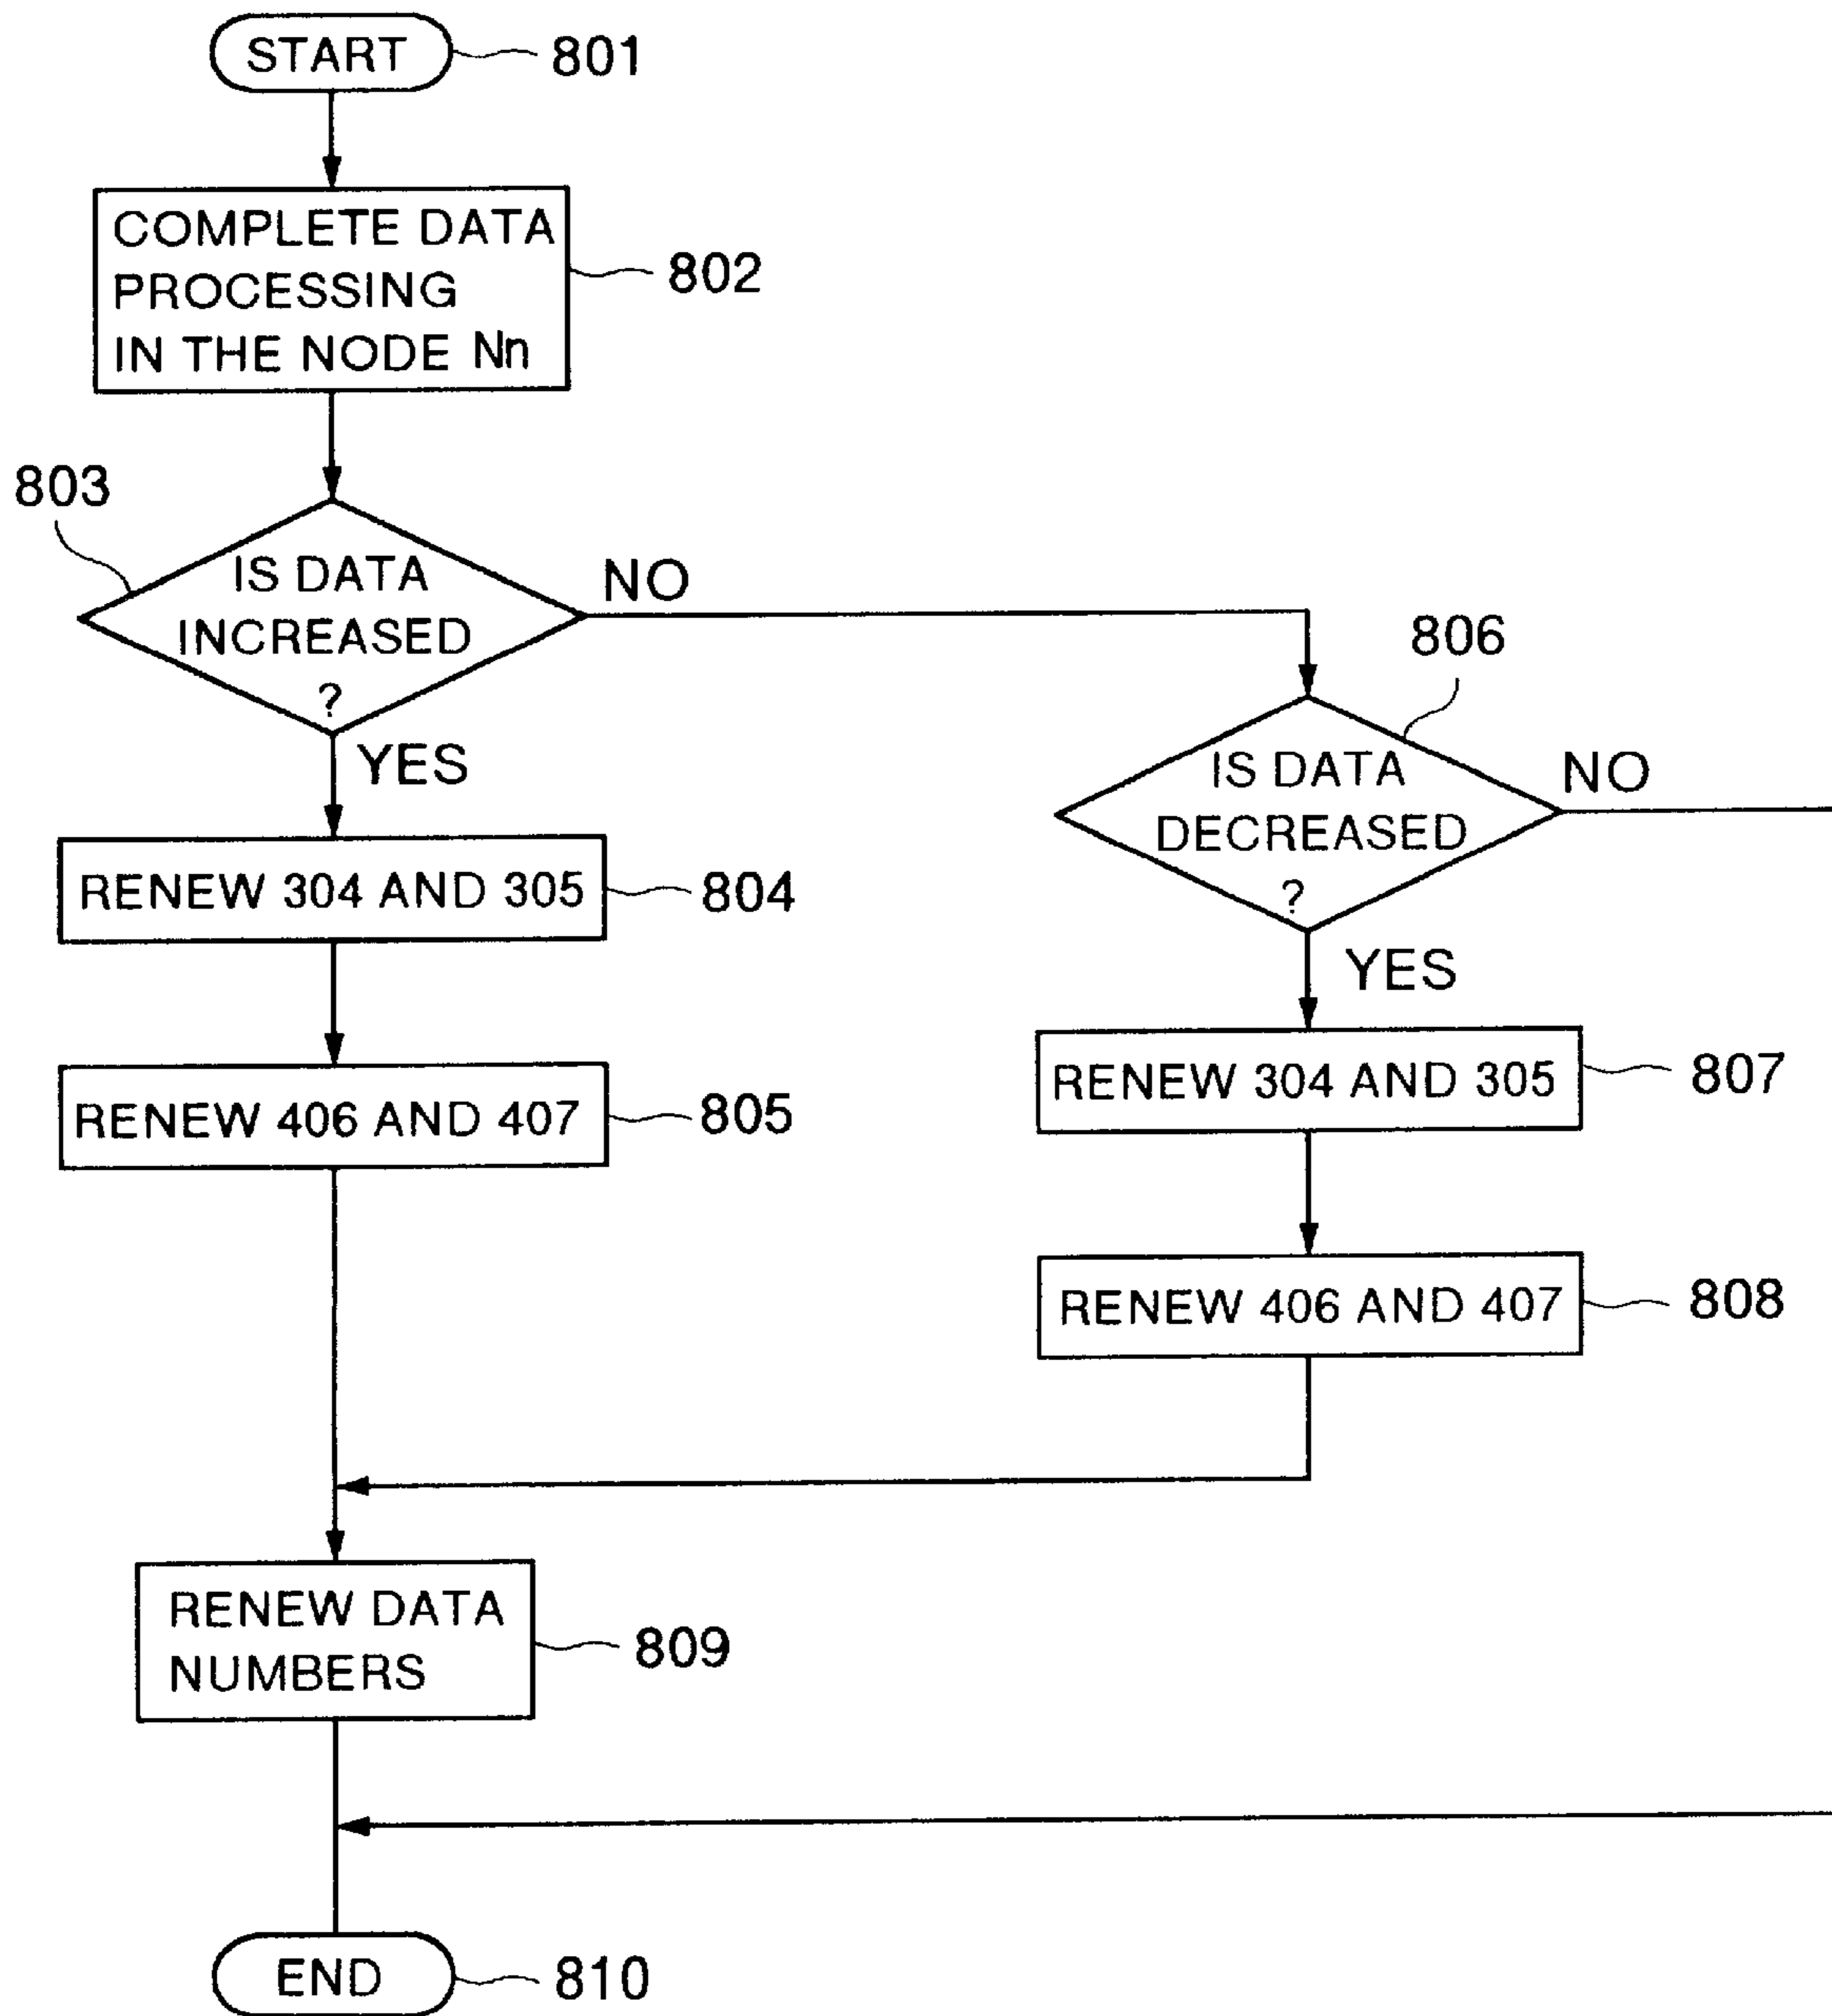 START
801
COMPLETE DATA
PROCESSING
IN THE NODE Nn
802
803
IS DATA
INCREASED
?
NO
YES
806
IS DATA
DECREASED
?
NO
YES
RENEW 304 AND 305
804
RENEW 406 AND 407
805
RENEW 304 AND 305
807
RENEW 406 AND 407
808
RENEW DATA
NUMBERS
809
END
810